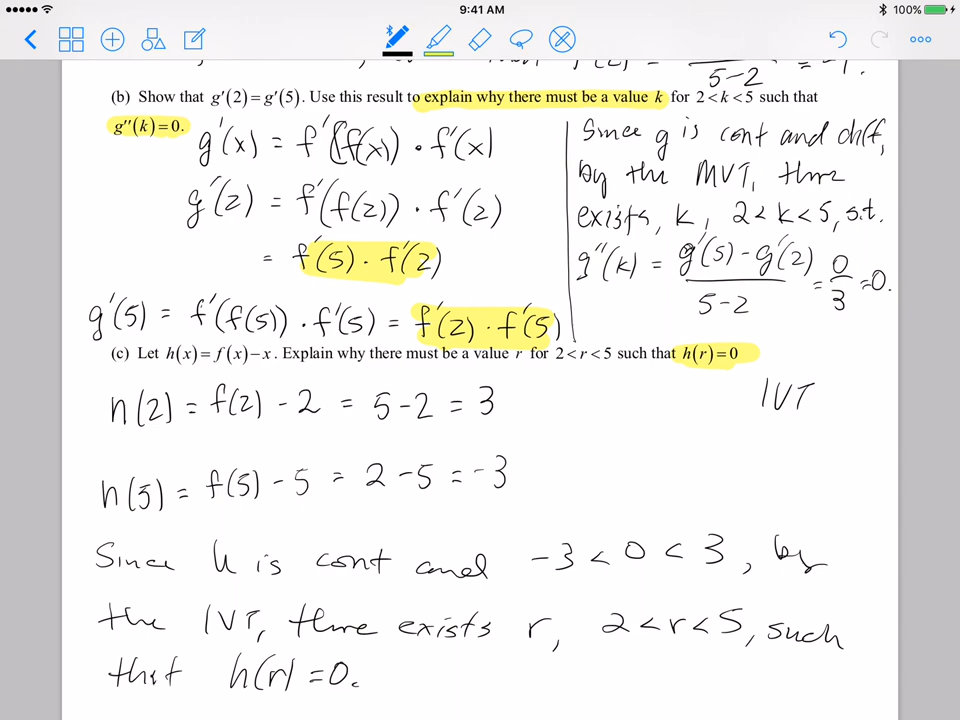 9:41 AM
100%
5-2
= -1.
(b) Show that g′(2)=g′(5). Use this result to explain why there must be a value k for 2<k<5 such that
g″(k)=0.
g'(x) = f'(f(x)) · f'(x)
g'(2) = f'(f(2)) · f'(2)
= f'(5) · f'(2)
g'(5) = f'(f(5)) · f'(5) = f'(2) · f'(5)
Since g is cont and diff,
by the MVT, there
exists, k, 2<k<5, s.t.
g''(k) = g'(5) - g'(2) / 5-2 = 0/3 = 0.
(c) Let h(x)=f(x)−x. Explain why there must be a value r for 2<r<5 such that h(r)=0
h(2) = f(2) - 2 = 5-2 = 3
IVT
h(5) = f(5) - 5 = 2-5 = -3
Since h is cont and -3 < 0 < 3, by
the IVT, there exists r, 2<r<5, such
that h(r) = 0.